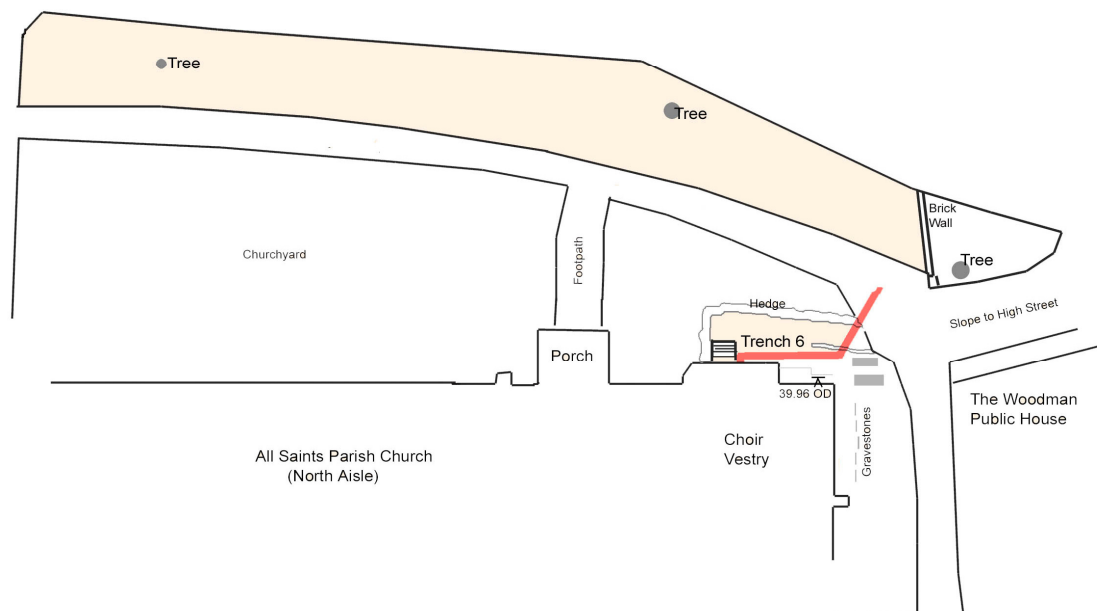 Tree
Tree
Brick
Wall
Tree
Churchyard
Footpath
Hedge
Slope to High Street
Trench 6
Porch
39.96 OD
The Woodman
Public House
Choir
Vestry
Gravestones
All Saints Parish Church
(North Aisle)